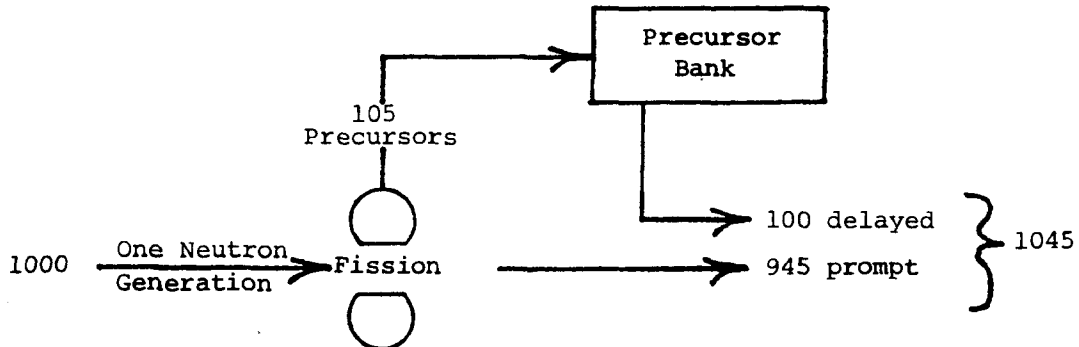 Precursor
Bank
105
Precursors
100 delayed
1045
1000
One Neutron
Generation
Fission
945 prompt